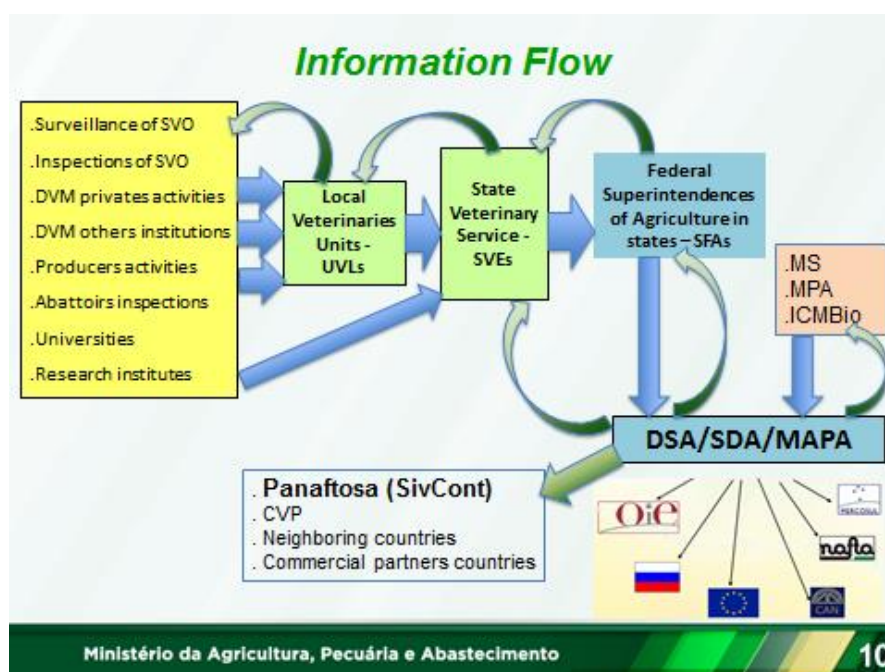 Information Flow
.Surveillance of SVO
.Inspections of SVO
.DVM privates activities
.DVM others institutions
.Producers activities
.Abattoirs inspections
.Universities
.Research institutes
Local
Veterinaries
Units -
UVLs
State
Veterinary
Service -
SVEs
Federal
Superintendences
of Agriculture in
states – SFAs
.MS
.MPA
.ICMBio
DSA/SDA/MAPA
. Panaftosa (SivCont)
. CVP
. Neighboring countries
. Commercial partners countries
Oie
MERCOSUL
nafta
CAN
Ministério da Agricultura, Pecuária e Abastecimento
10